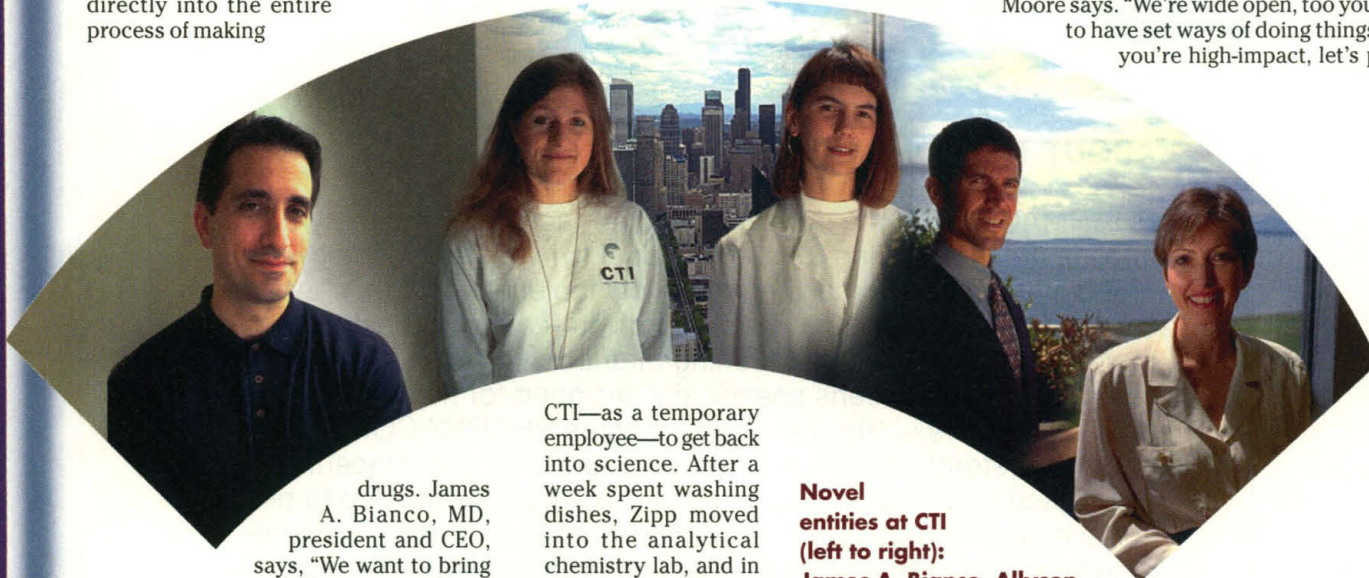 directly into the entire
process of making
Moore says. "We're wide open, too
to have set ways of doing things
you're high-impact, let's
CTI
drugs. James
A. Bianco, MD,
president and CEO,
says, "We want to bring
CTI—as a temporary
employee—to get back
into science. After a
week spent washing
dishes, Zipp moved
into the analytical
chemistry lab, and in
Novel
entities at CTI
(left to right):
James A. Bianco, Allyson